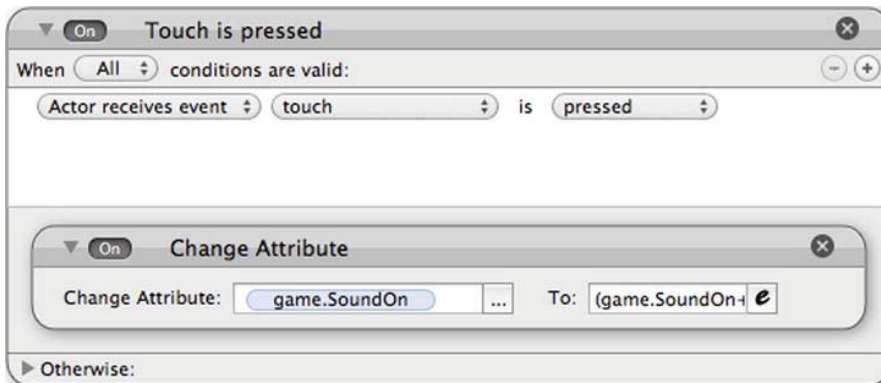 On Touch is pressed
When All conditions are valid:
Actor receives event touch is pressed
On Change Attribute
Change Attribute: game.SoundOn ... To: (game.SoundOn+ e
Otherwise: